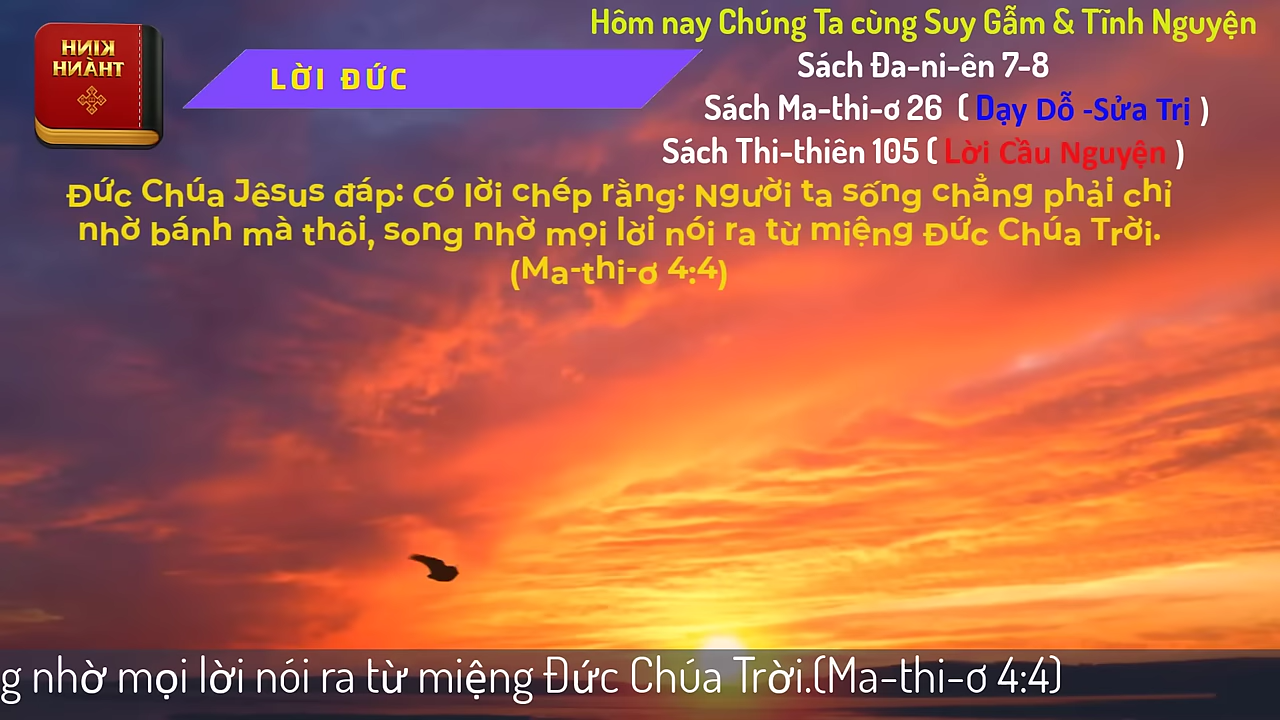 KINH
THÀNH
LỜI ĐỨC
Hôm nay Chúng Ta cùng Suy Gẫm & Tĩnh Nguyện
Sách Đa-ni-ên 7-8
Sách Ma-thi-ơ 26 ( Dạy Dỗ -Sửa Trị )
Sách Thi-thiên 105 ( Lời Cầu Nguyện )
Đức Chúa Jêsus đáp: Có lời chép rằng: Người ta sống chẳng phải chỉ
nhờ bánh mà thôi, song nhờ mọi lời nói ra từ miệng Đức Chúa Trời.
(Ma-thi-ơ 4:4)
g nhờ mọi lời nói ra từ miệng Đức Chúa Trời.(Ma-thi-ơ 4:4)